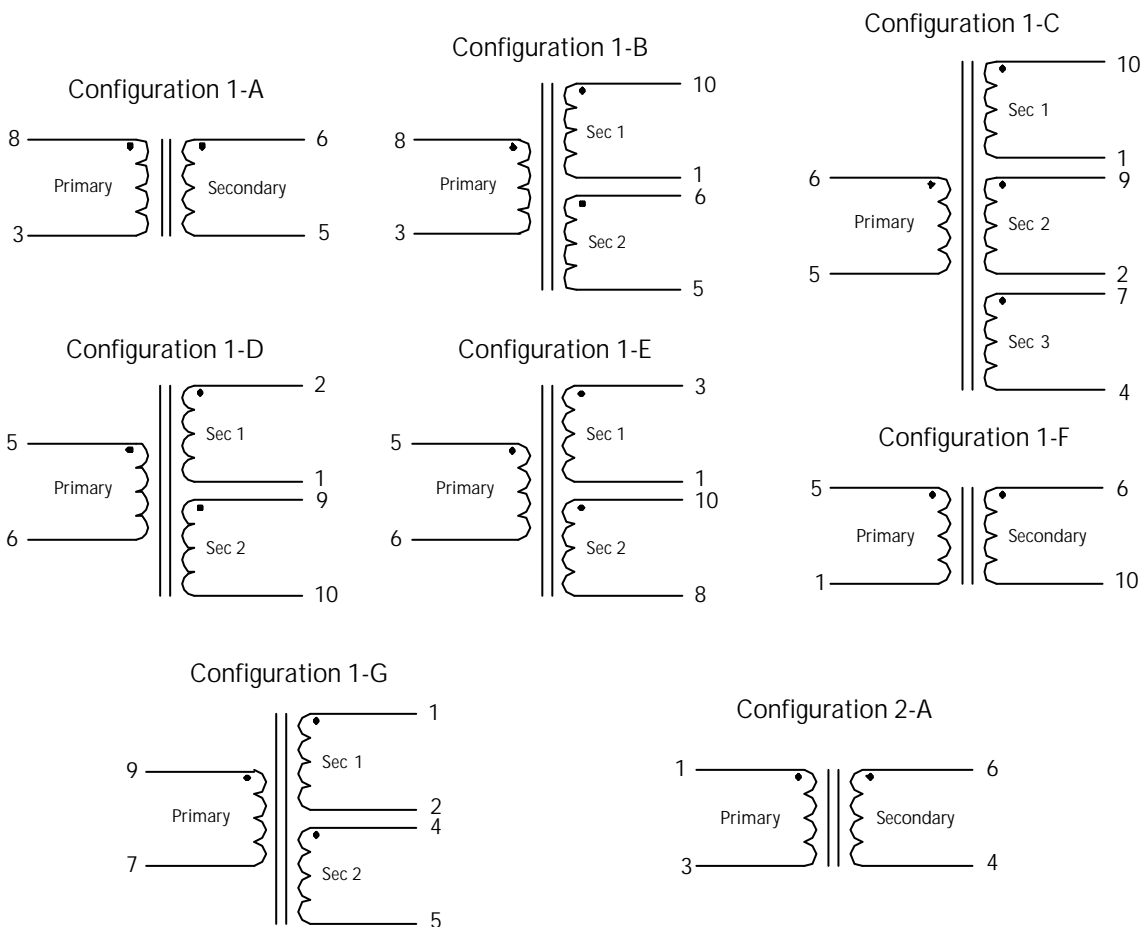 Configuration 1-A
8
6
Primary
Secondary
3
5
Configuration 1-B
10
8
Sec 1
Primary
1
6
3
Sec 2
5
Configuration 1-C
10
Sec 1
1
6
9
Primary
Sec 2
5
2
7
Sec 3
4
Configuration 1-D
2
5
Sec 1
Primary
1
9
6
Sec 2
10
Configuration 1-E
3
5
Sec 1
Primary
1
10
6
Sec 2
8
Configuration 1-F
5
6
Primary
Secondary
1
10
Configuration 1-G
1
9
Sec 1
Primary
2
4
7
Sec 2
5
Configuration 2-A
1
6
Primary
Secondary
3
4